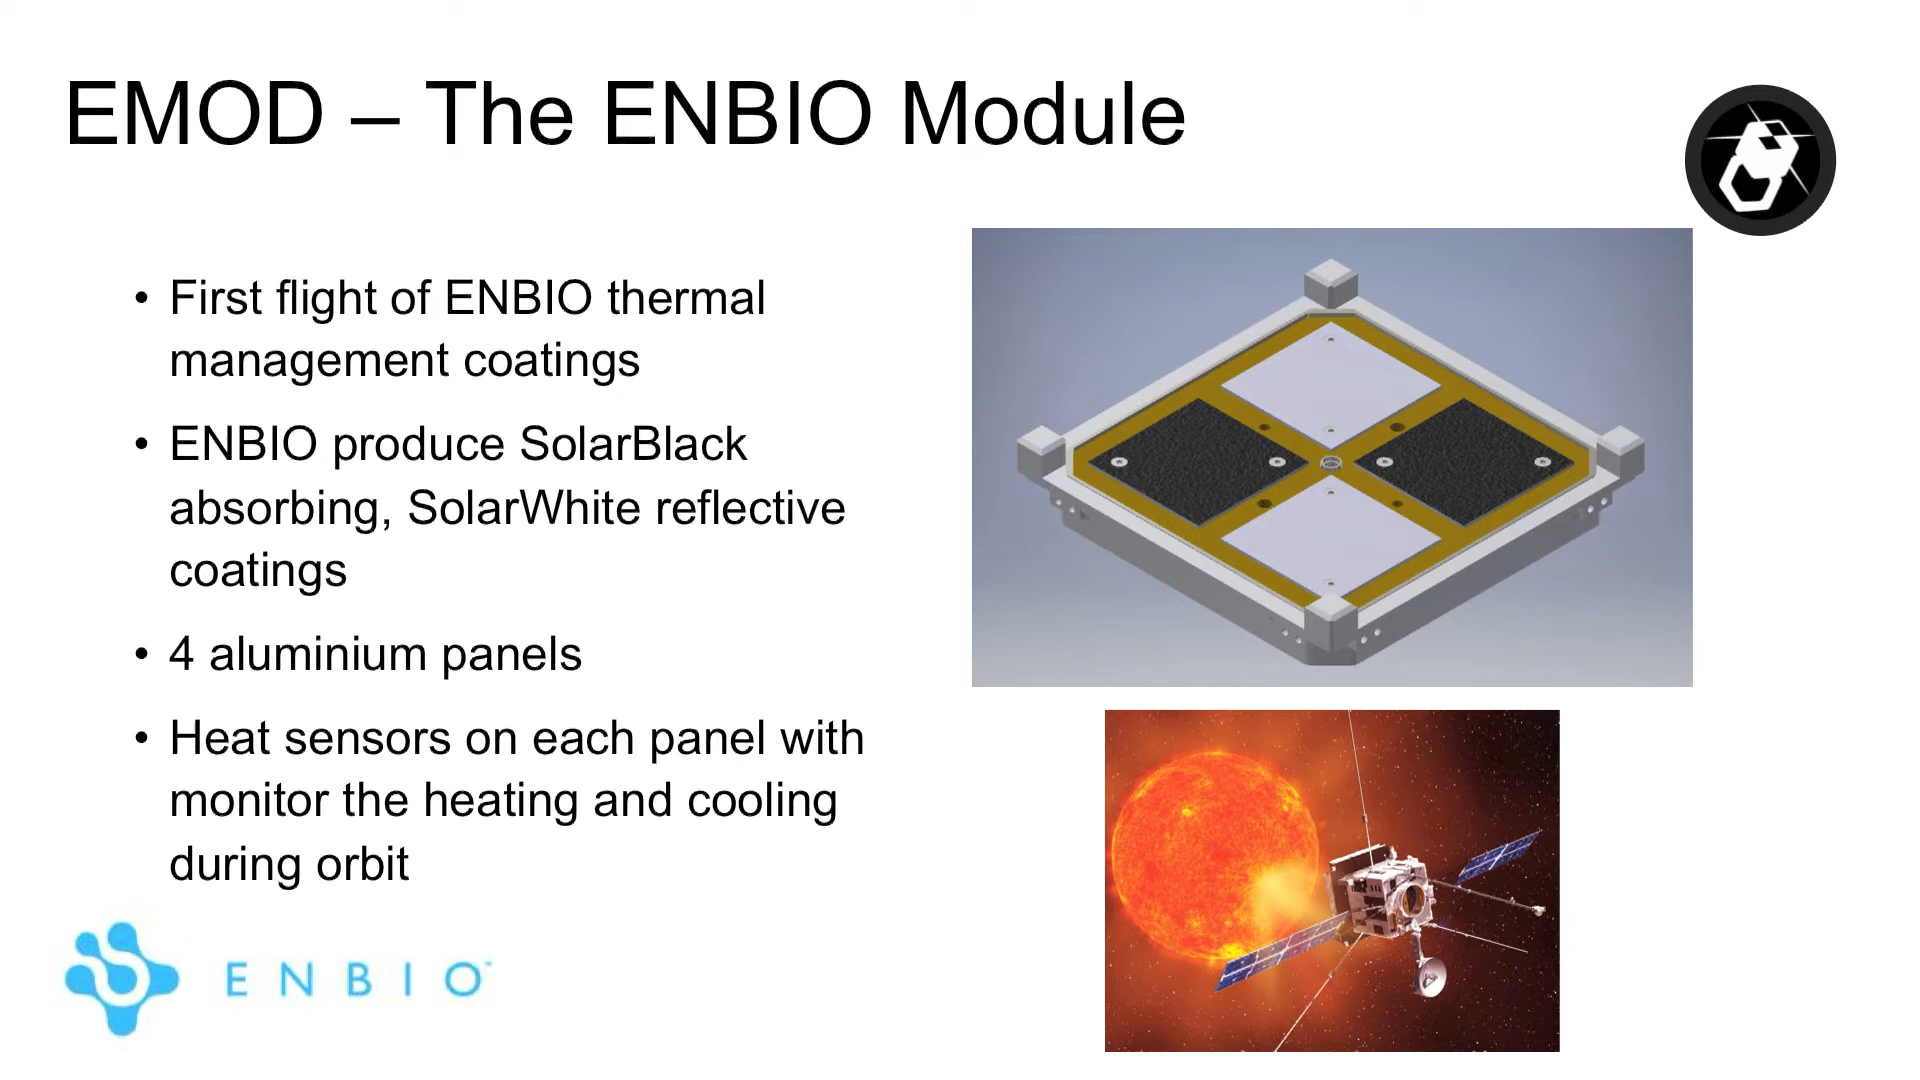 EMOD – The ENBIO Module
• First flight of ENBIO thermal
management coatings
• ENBIO produce SolarBlack
absorbing, SolarWhite reflective
coatings
• 4 aluminium panels
• Heat sensors on each panel with
monitor the heating and cooling
during orbit
ENBIO™